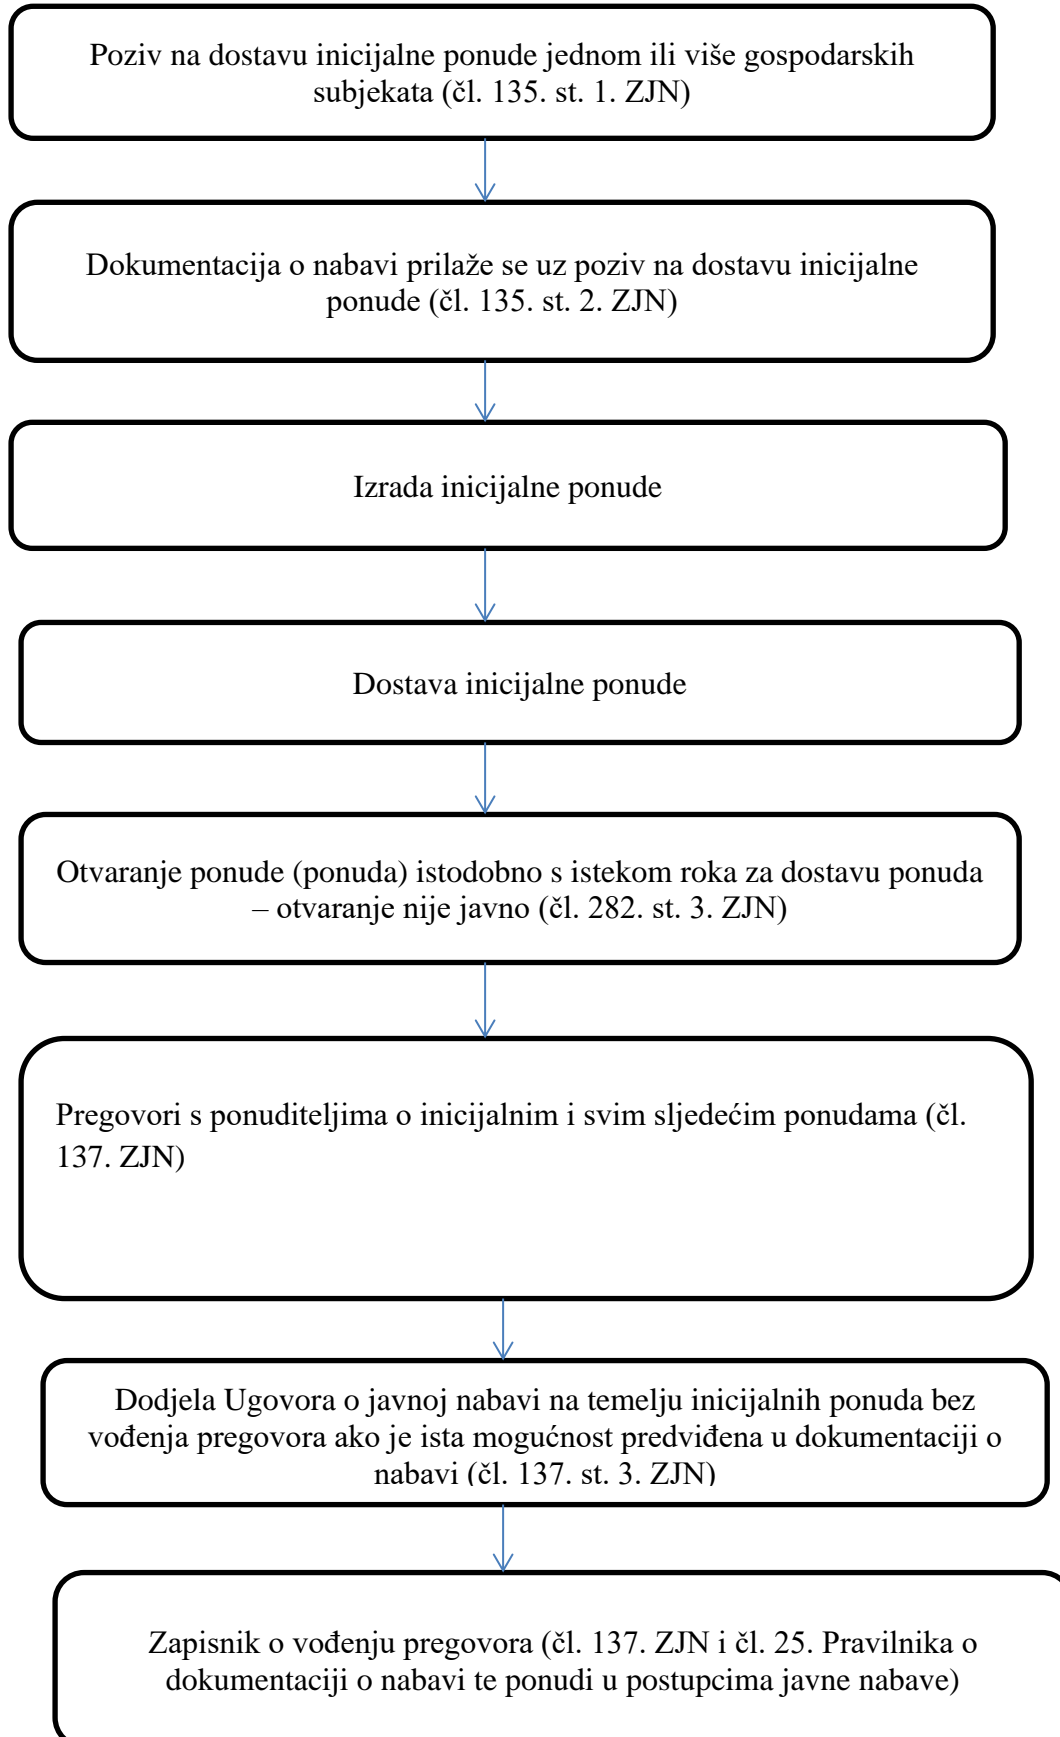 Poziv na dostavu inicijalne ponude jednom ili više gospodarskih
subjekata (čl. 135. st. 1. ZJN)
Dokumentacija o nabavi prilaže se uz poziv na dostavu inicijalne
ponude (čl. 135. st. 2. ZJN)
Izrada inicijalne ponude
Dostava inicijalne ponude
Otvaranje ponude (ponuda) istodobno s istekom roka za dostavu ponuda
– otvaranje nije javno (čl. 282. st. 3. ZJN)
Pregovori s ponuditeljima o inicijalnim i svim sljedećim ponudama (čl.
137. ZJN)
Dodjela Ugovora o javnoj nabavi na temelju inicijalnih ponuda bez
vođenja pregovora ako je ista mogućnost predviđena u dokumentaciji o
nabavi (čl. 137. st. 3. ZJN)
Zapisnik o vođenju pregovora (čl. 137. ZJN i čl. 25. Pravilnika o
dokumentaciji o nabavi te ponudi u postupcima javne nabave)